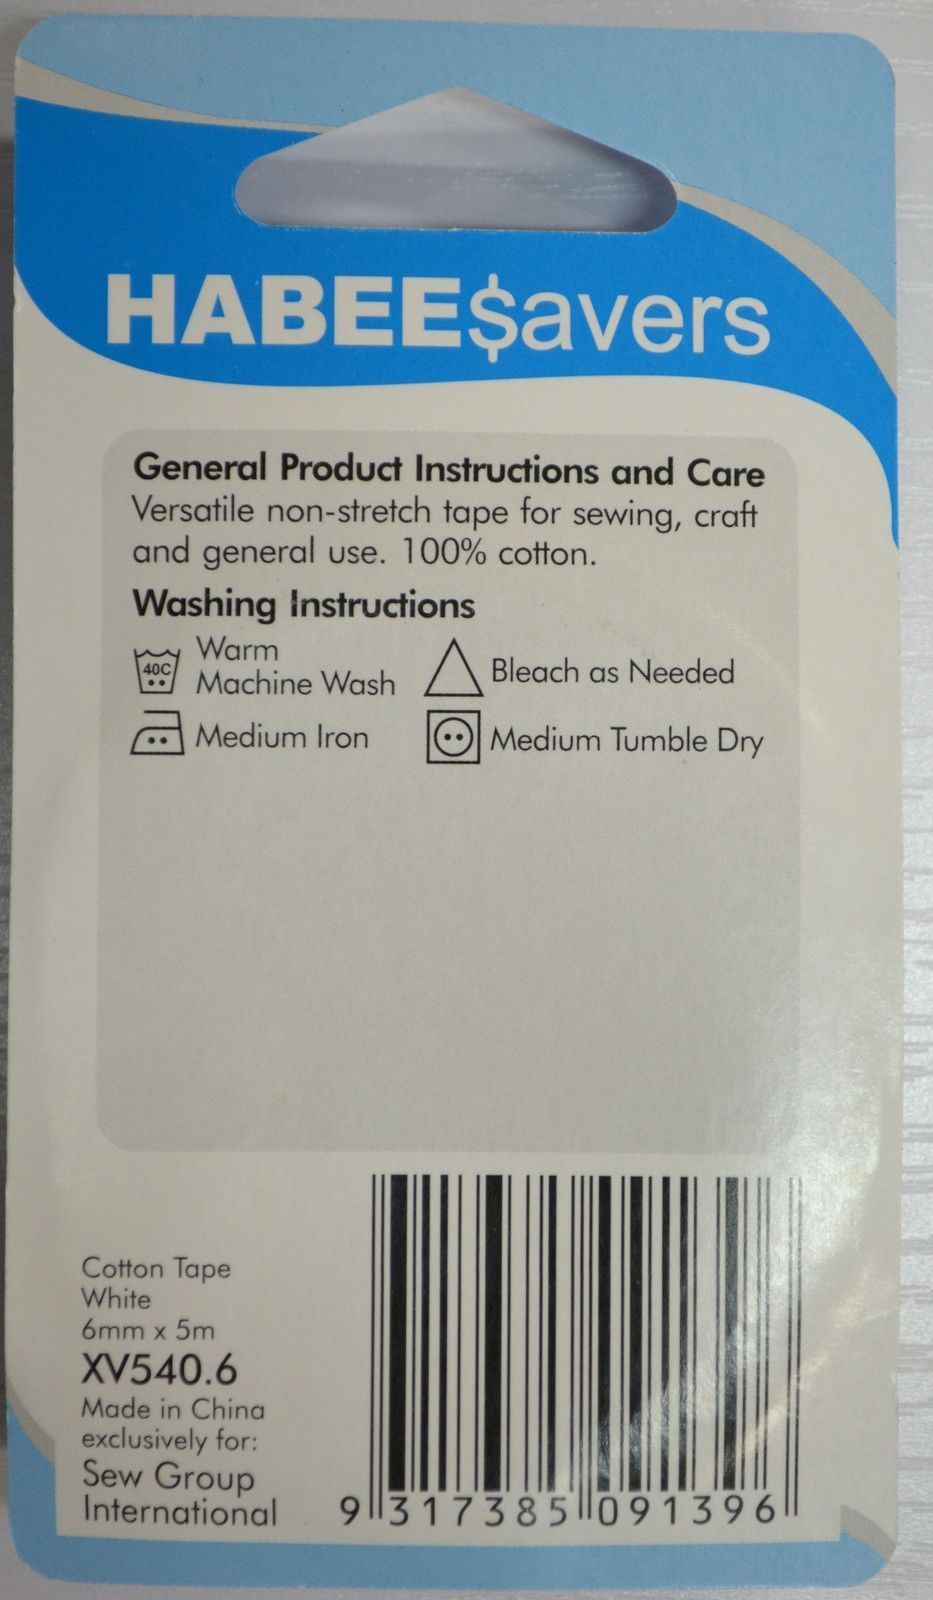 HABEE$avers
General Product Instructions and Care
Versatile non-stretch tape for sewing, craft
and general use. 100% cotton.
Washing Instructions
40C Warm
Machine Wash
Bleach as Needed
Medium Iron
Medium Tumble Dry
Cotton Tape
White
6mm x 5m
XV540.6
Made in China
exclusively for:
Sew Group
International
9 317385 091396